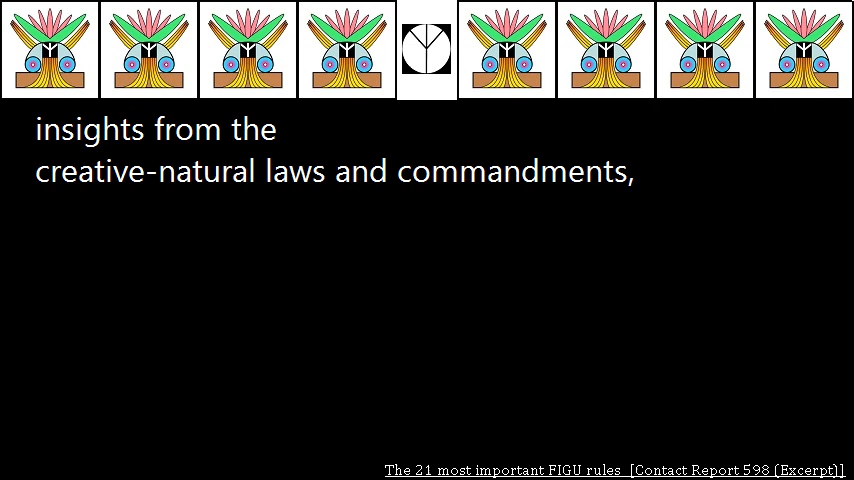 insights from the
creative-natural laws and commandments,
The 21 most important FIGU rules  [Contact Report 598 (Excerpt)]